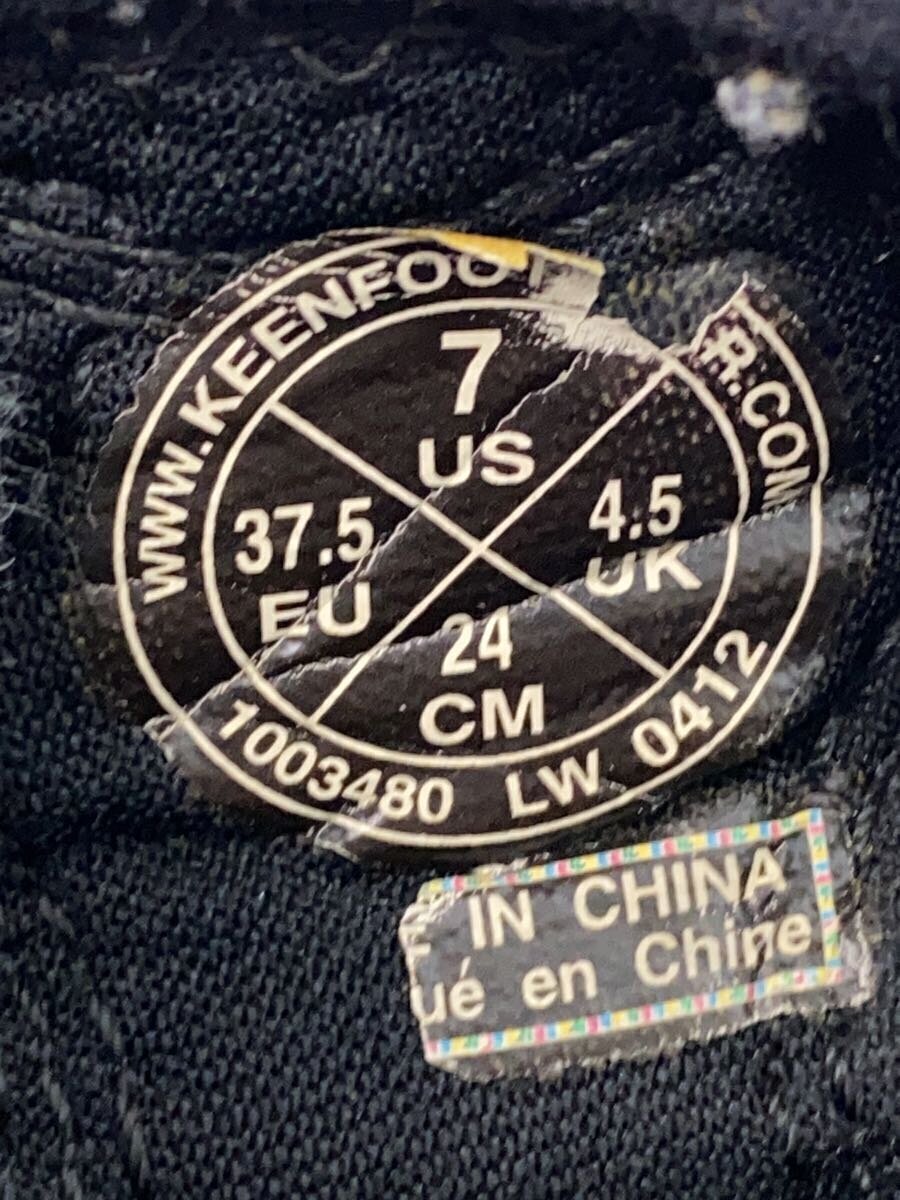 WWW.KEENFOOT
R.COM
7
US
37.5
EU
4.5
UK
24
CM
1003480 LW 0412
E IN CHINA
ué en Chine